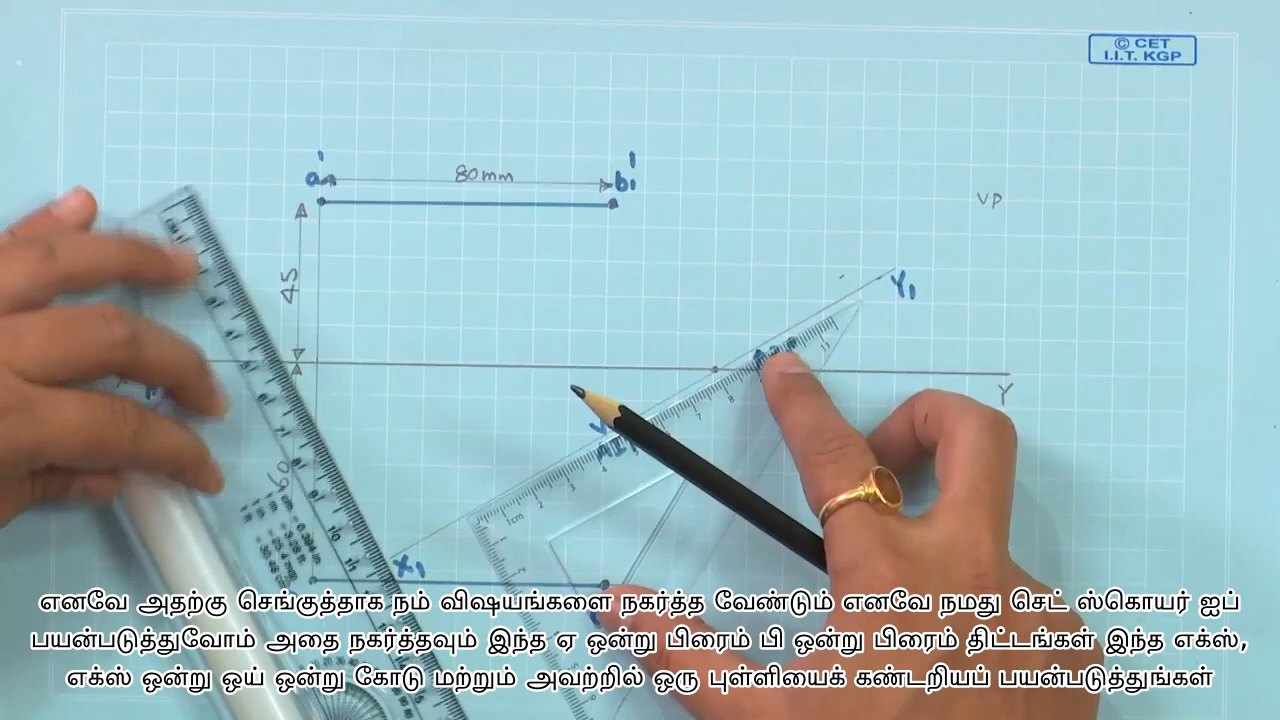 © CET
I.I.T. KGP
80mm
a₁'
b₁'
VP
45
Y₁
Y
60
X₁
எனவே அதற்கு செங்குத்தாக நம் விஷயங்களை நகர்த்த வேண்டும் எனவே நமது செட் ஸ்கொயர் ஐப்
பயன்படுத்துவோம் அதை நகர்த்தவும் இந்த ஏ ஒன்று பிரைம் பி ஒன்று பிரைம் திட்டங்கள் இந்த எக்ஸ்,
எக்ஸ் ஒன்று ஒய் ஒன்று கோடு மற்றும் அவற்றில் ஒரு புள்ளியைக் கண்டறியப் பயன்படுத்துங்கள்